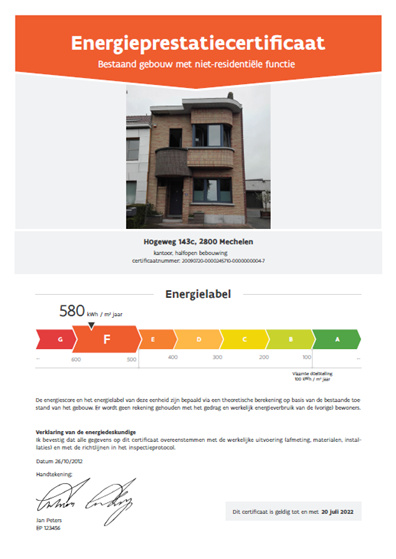 Energieprestatiecertificaat
Bestaand gebouw met niet-residentiële functie
Hogeweg 143c, 2800 Mechelen
kantoor, halfopen bebouwing
certificaatnummer: 20090720-0000245710-0000000004-7
Energielabel
580 kWh / m² jaar
G F E D C B A
– 600 500 400 300 200 100 –
Vlaamse doelstelling
100 kWh / m² jaar
De energiescore en het energielabel van deze eenheid zijn bepaald via een theoretische berekening op basis van de bestaande toe
stand van het gebouw. Er wordt geen rekening gehouden met het gedrag en werkelijk energieverbruik van de (vorige) bewoners.
Verklaring van de energiedeskundige
Ik bevestig dat alle gegevens op dit certificaat overeenstemmen met de werkelijke uitvoering (afmeting, materialen, instal-
laties) en met de richtlijnen in het inspectieprotocol.
Datum 26/10/2012
Handtekening:
Jan Peters
EP 123456
Dit certificaat is geldig tot en met 20 juli 2022